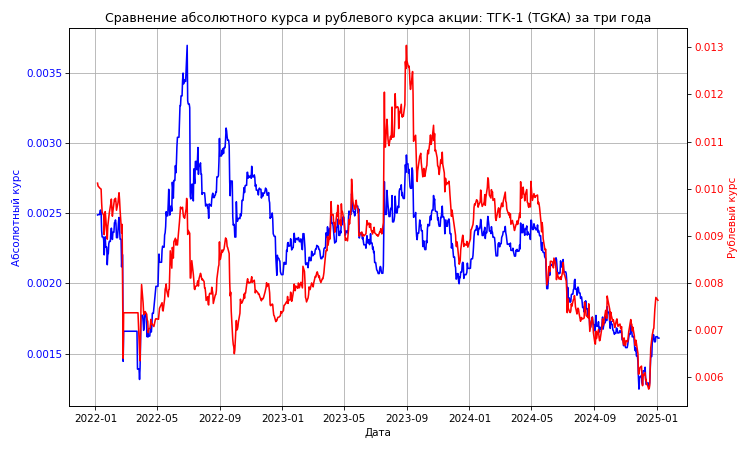 Сравнение абсолютного курса и рублевого курса акции: ТГК-1 (TGKA) за три года
0.0035
0.0030
0.0025
0.0020
0.0015
Абсолютный курс
0.013
0.012
0.011
0.010
0.009
0.008
0.007
0.006
Рублевый курс
2022-01 2022-05 2022-09 2023-01 2023-05 2023-09 2024-01 2024-05 2024-09 2025-01
Дата